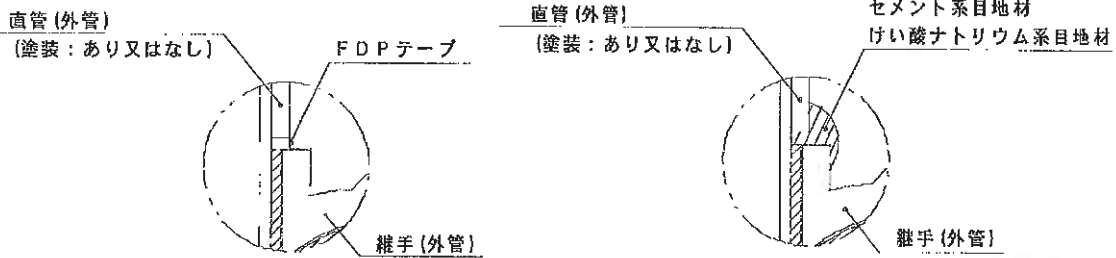 直管(外管)
(塗装:あり又はなし)
FDPテープ
継手(外管)
直管(外管)
(塗装:あり又はなし)
セメント系目地材
けい酸ナトリウム系目地材
継手(外管)